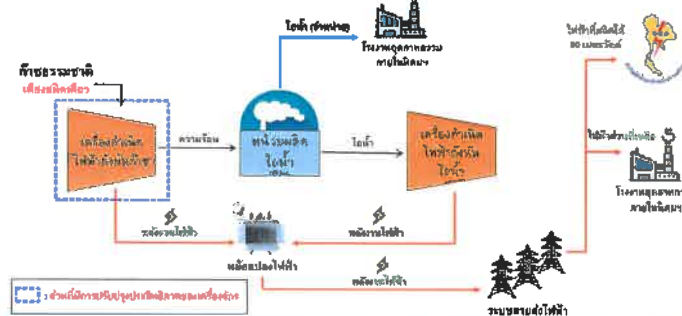 ไอน้ำ (จำหน่าย)
โรงงานอุตสาหกรรม
ภายในนิคมฯ
ไฟฟ้าที่ผลิตได้
90 เมกะวัตต์
ก๊าซธรรมชาติ
เพียงชนิดเดียว
เครื่องกำเนิด
ไฟฟ้ากังหันก๊าซ
ความร้อน
หน่วยผลิต
ไอน้ำ
ไอน้ำ
เครื่องกำเนิด
ไฟฟ้ากังหัน
ไอน้ำ
ไฟฟ้าส่วนที่เหลือ
โรงงานอุตสาหกรรม
ภายในนิคมฯ
พลังงานไฟฟ้า
พลังงานไฟฟ้า
หม้อแปลงไฟฟ้า
พลังงานไฟฟ้า
ระบบสายส่งไฟฟ้า
: ส่วนที่มีการปรับปรุงประสิทธิภาพของเครื่องจักร